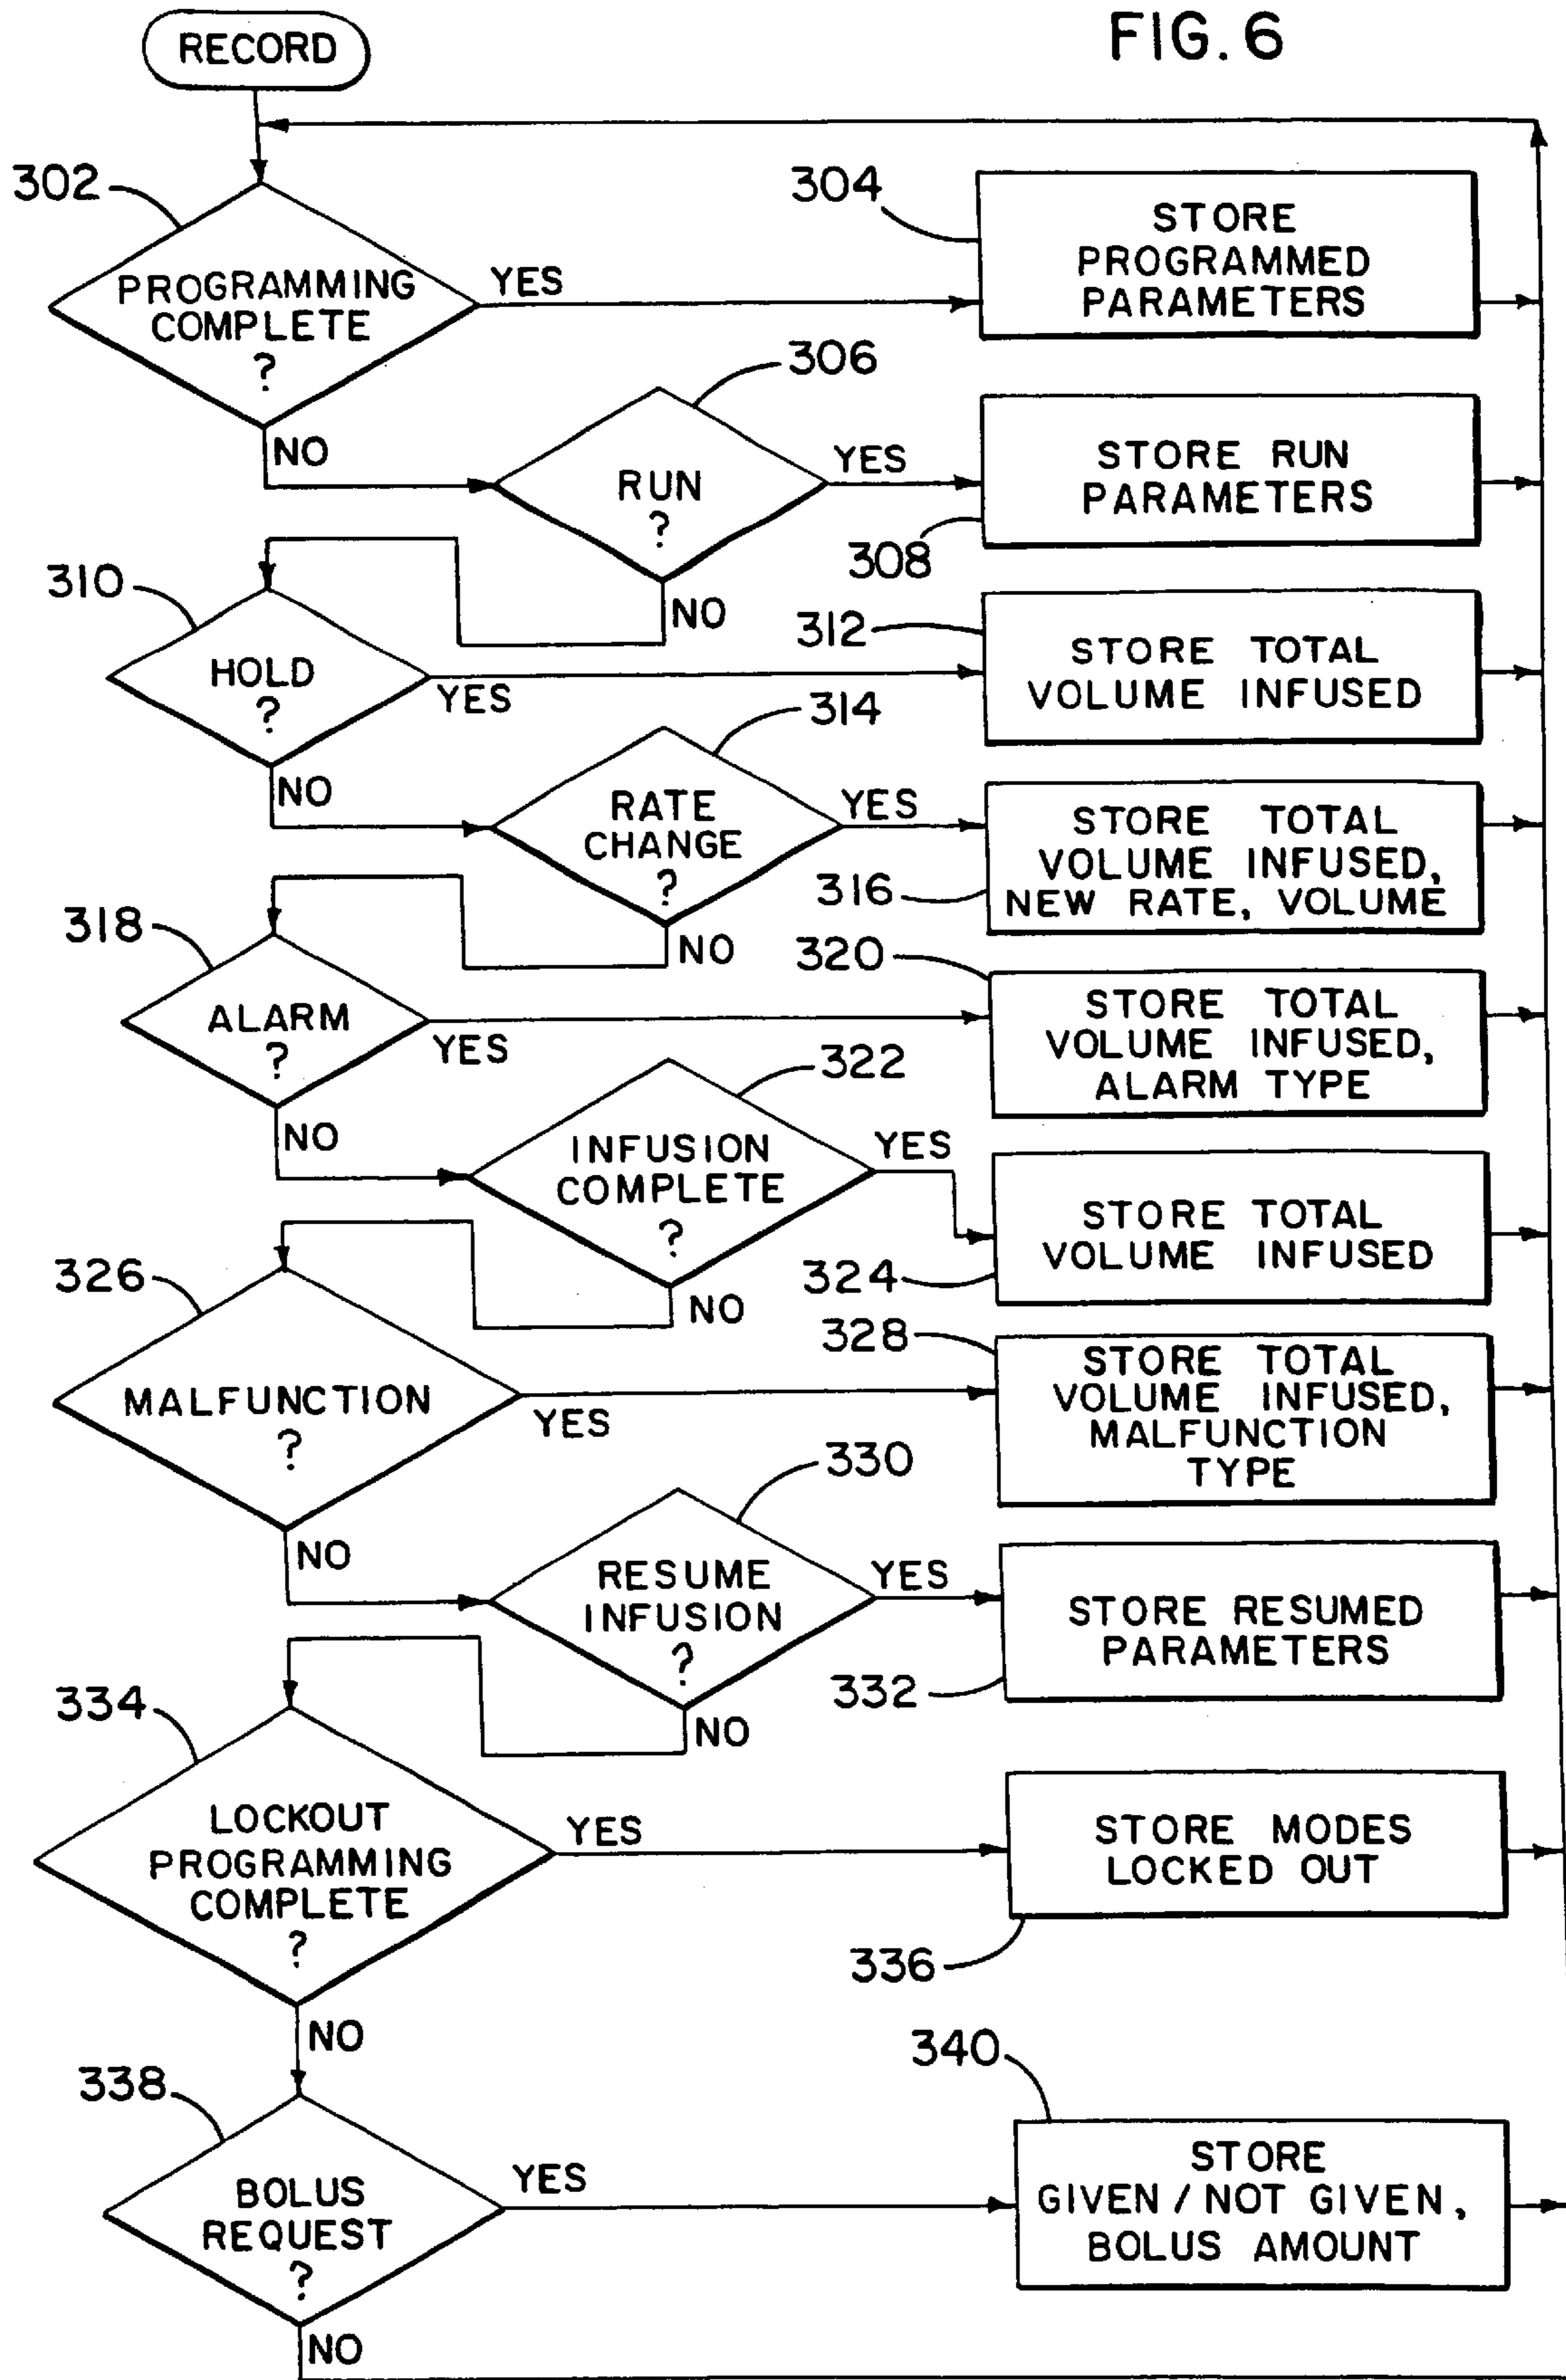 FIG. 6
RECORD
302
PROGRAMMING
COMPLETE
?
YES
NO
304
STORE
PROGRAMMED
PARAMETERS
306
RUN
?
YES
NO
308
STORE RUN
PARAMETERS
310
HOLD
?
YES
NO
312
STORE TOTAL
VOLUME INFUSED
314
RATE
CHANGE
?
YES
NO
316
STORE TOTAL
VOLUME INFUSED,
NEW RATE, VOLUME
318
ALARM
?
YES
NO
320
STORE TOTAL
VOLUME INFUSED,
ALARM TYPE
322
INFUSION
COMPLETE
?
YES
NO
324
STORE TOTAL
VOLUME INFUSED
326
MALFUNCTION
?
YES
NO
328
STORE TOTAL
VOLUME INFUSED,
MALFUNCTION
TYPE
330
RESUME
INFUSION
?
YES
NO
332
STORE RESUMED
PARAMETERS
334
LOCKOUT
PROGRAMMING
COMPLETE
?
YES
NO
336
STORE MODES
LOCKED OUT
338
BOLUS
REQUEST
?
YES
NO
340
STORE
GIVEN / NOT GIVEN,
BOLUS AMOUNT